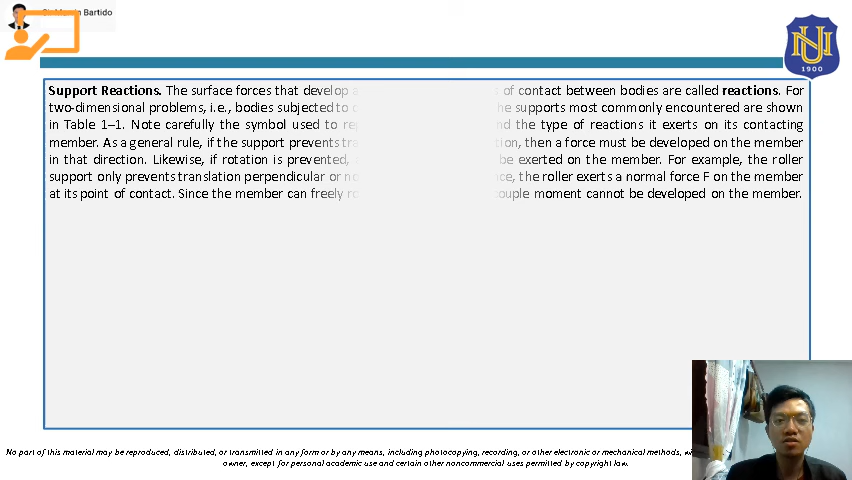 Sir Marvin Bartido
NU
1900
Support Reactions. The surface forces that develop a of contact between bodies are called reactions. For
two-dimensional problems, i.e., bodies subjected to supports most commonly encountered are shown
in Table 1–1. Note carefully the symbol used to the type of reactions it exerts on its contacting
member. As a general rule, if the support prevents then a force must be developed on the member
in that direction. Likewise, if rotation is prevented, be exerted on the member. For example, the roller
support only prevents translation perpendicular or the roller exerts a normal force F on the member
at its point of contact. Since the member can freely moment cannot be developed on the member.
No part of this material may be reproduced, distributed, or transmitted in any form or by any means, including photocopying, recording, or other electronic or mechanical methods,
owner, except for personal academic use and certain other noncommercial uses permitted by copyright law.